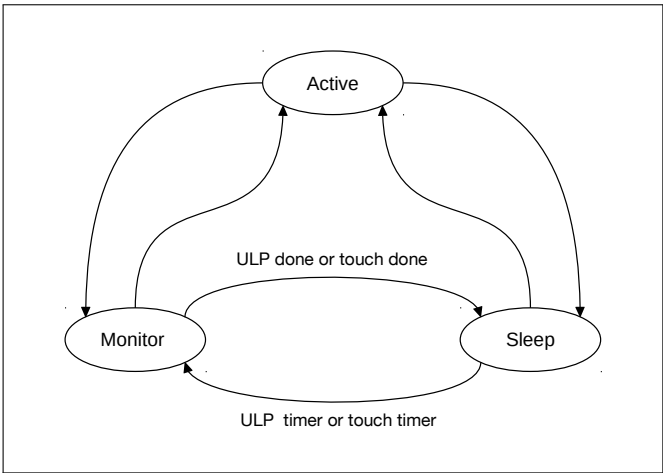 Active
ULP done or touch done
Monitor
Sleep
ULP timer or touch timer